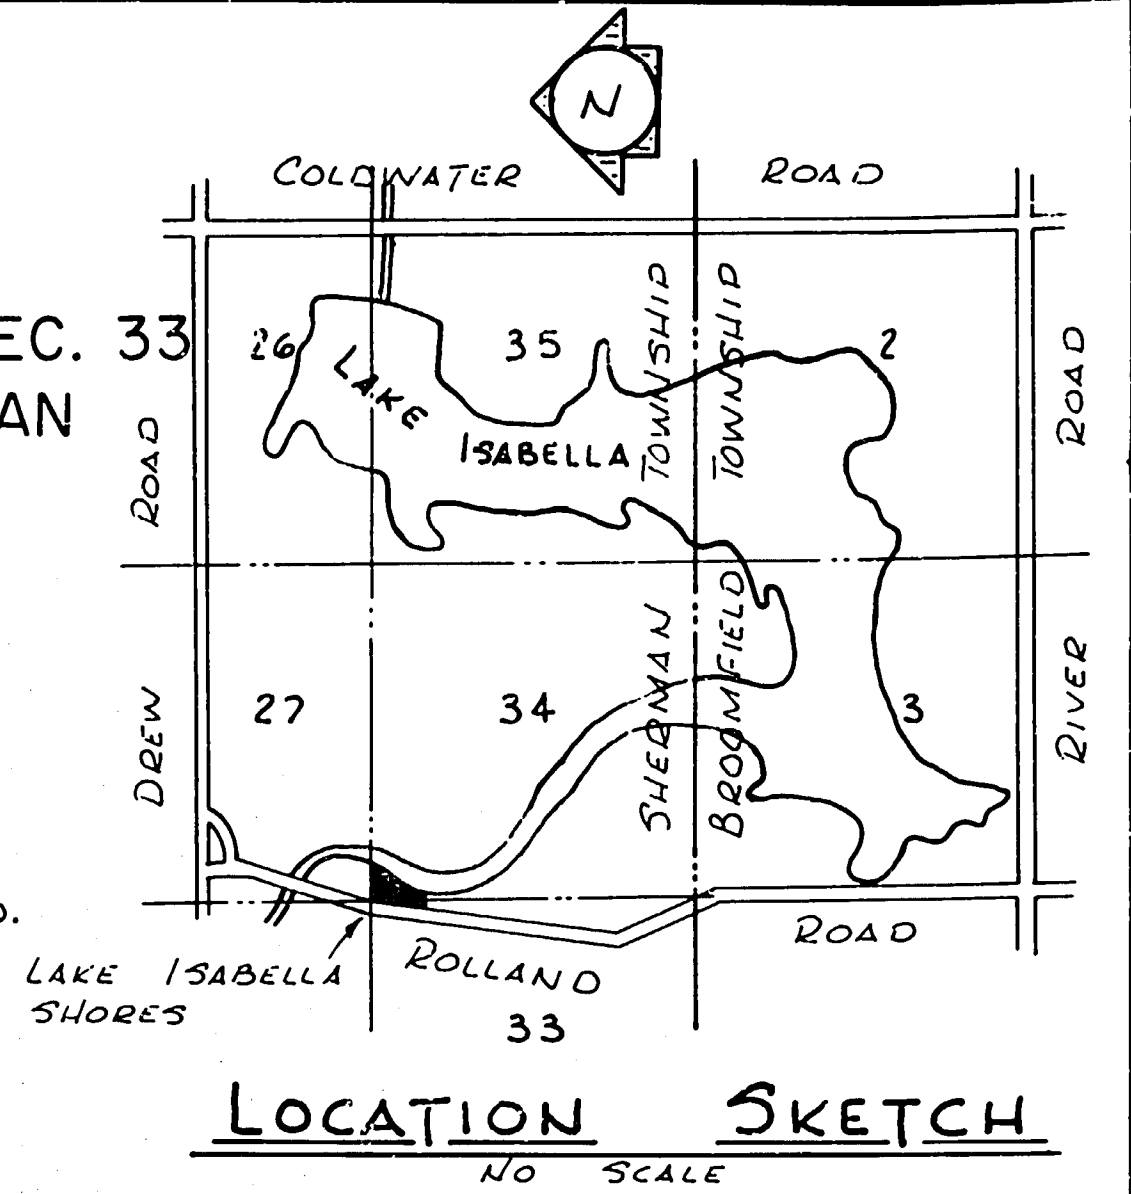 N
COLDWATER ROAD
EC. 33
AN
26
35
2
LAKE
ISABELLA
TOWNSHIP
TOWNSHIP
ROAD
ROAD
DREW
27
34
3
SHERMAN
BROOMFIELD
RIVER
LAKE ISABELLA
SHORES
ROLLAND
ROAD
33
LOCATION SKETCH
NO SCALE